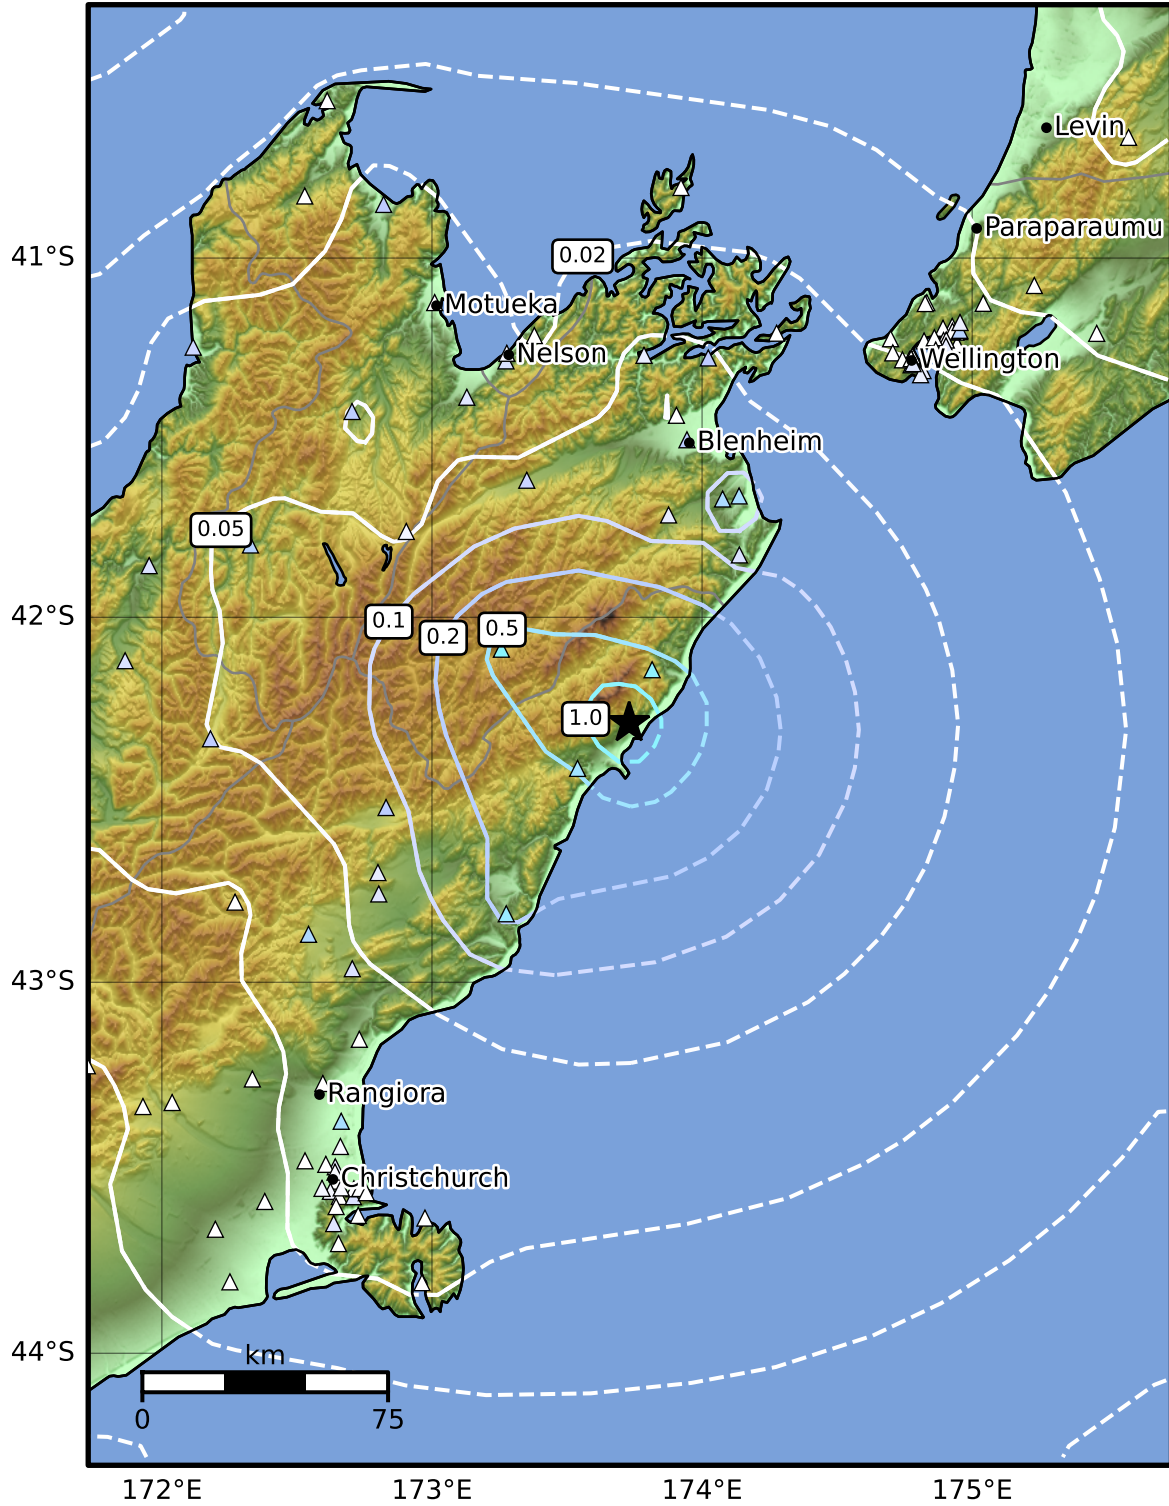 Levin
Paraparaumu
41°S
0.02
Motueka
Nelson
Wellington
Blenheim
0.05
42°S
0.1
0.2
0.5
1.0
43°S
Rangiora
Christchurch
44°S
km
0
75
172°E
173°E
174°E
175°E